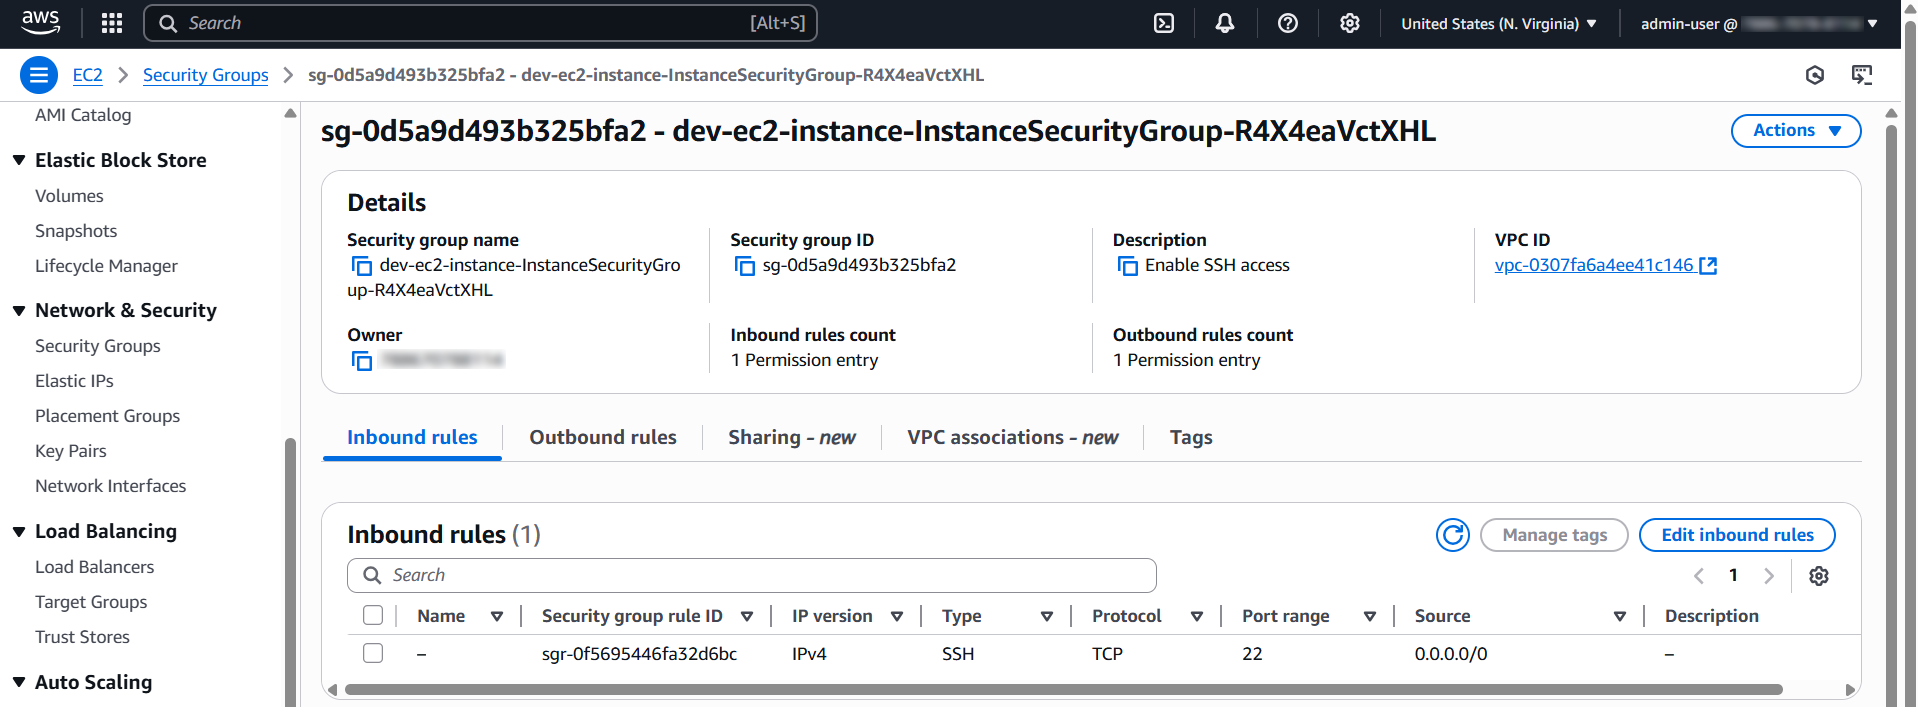 aws
Search [Alt+S]
United States (N. Virginia)
admin-user @
EC2
Security Groups
sg-0d5a9d493b325bfa2 - dev-ec2-instance-InstanceSecurityGroup-R4X4eaVctXHL
AMI Catalog
Elastic Block Store
Volumes
Snapshots
Lifecycle Manager
Network & Security
Security Groups
Elastic IPs
Placement Groups
Key Pairs
Network Interfaces
Load Balancing
Load Balancers
Target Groups
Trust Stores
Auto Scaling
sg-0d5a9d493b325bfa2 - dev-ec2-instance-InstanceSecurityGroup-R4X4eaVctXHL
Actions
Details
Security group name
dev-ec2-instance-InstanceSecurityGro
up-R4X4eaVctXHL
Security group ID
sg-0d5a9d493b325bfa2
Description
Enable SSH access
VPC ID
vpc-0307fa6a4ee41c146
Owner
Inbound rules count
1 Permission entry
Outbound rules count
1 Permission entry
Inbound rules
Outbound rules
Sharing - new
VPC associations - new
Tags
Inbound rules (1)
Manage tags
Edit inbound rules
Search
1
Name Security group rule ID IP version Type Protocol Port range Source Description
– sgr-0f5695446fa32d6bc IPv4 SSH TCP 22 0.0.0.0/0 –